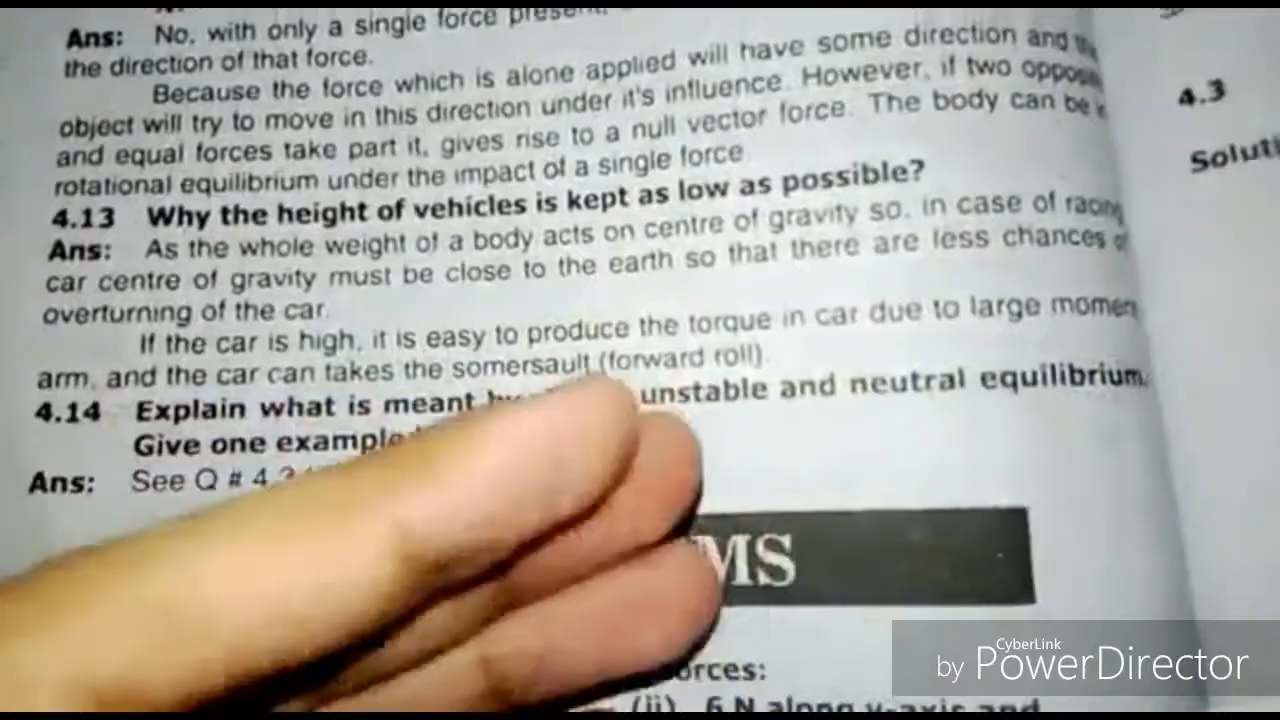 Ans: No, with only a single force present,
the direction of that force.
Because the force which is alone applied will have some direction and
object will try to move in this direction under it's influence. However, if two
and equal forces take part it, gives rise to a null vector force. The body can be
rotational equilibrium under the impact of a single force
4.13 Why the height of vehicles is kept as low as possible?
Ans: As the whole weight of a body acts on centre of gravity so, in case of
car centre of gravity must be close to the earth so that there are less chances
overturning of the car.
If the car is high, it is easy to produce the torque in car due to large
arm, and the car can takes the somersault (forward roll).
4.14 Explain what is meant unstable and neutral equilibrium.
Give one example
Ans: See Q # 4.
MS
(ii) 6 N along y-axis and
4.3
CyberLink
by PowerDirector